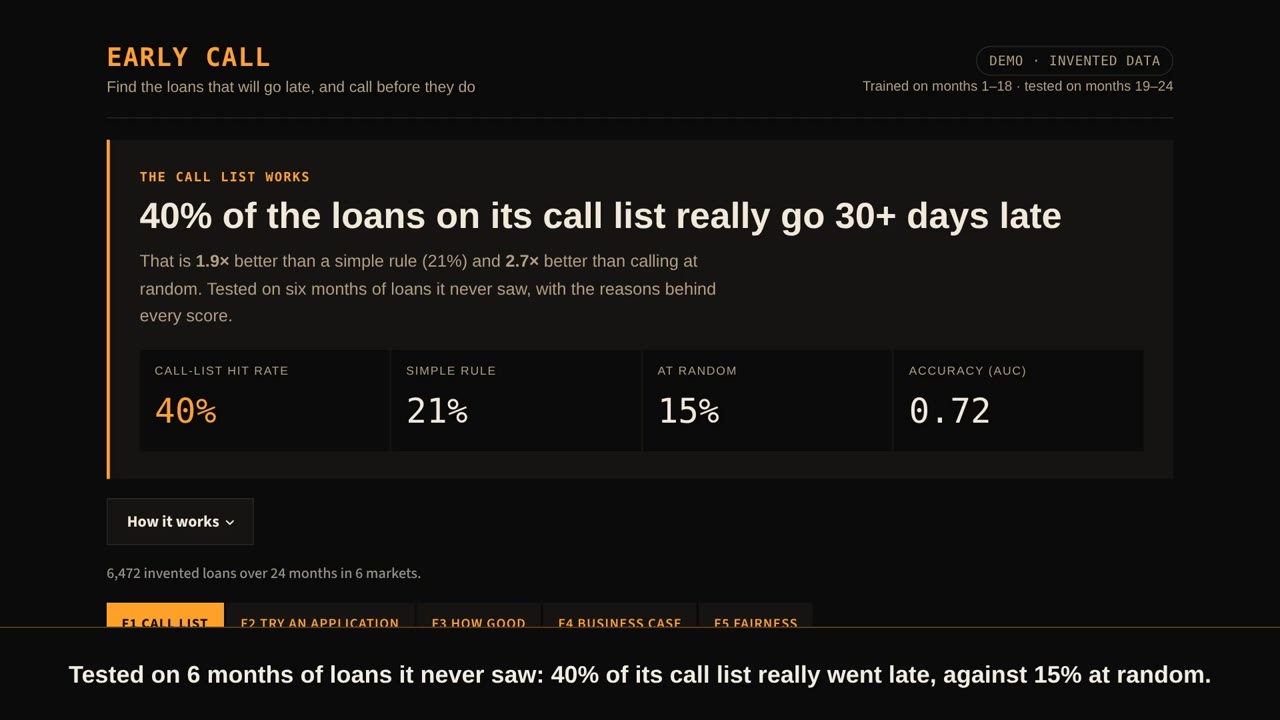 EARLY CALL
Find the loans that will go late, and call before they do
DEMO · INVENTED DATA
Trained on months 1–18 · tested on months 19–24
THE CALL LIST WORKS
40% of the loans on its call list really go 30+ days late
That is 1.9× better than a simple rule (21%) and 2.7× better than calling at
random. Tested on six months of loans it never saw, with the reasons behind
every score.
CALL-LIST HIT RATE
40%
SIMPLE RULE
21%
AT RANDOM
15%
ACCURACY (AUC)
0.72
How it works
6,472 invented loans over 24 months in 6 markets.
F1 CALL LIST
F2 TRY AN APPLICATION
F3 HOW GOOD
F4 BUSINESS CASE
F5 FAIRNESS
Tested on 6 months of loans it never saw: 40% of its call list really went late, against 15% at random.